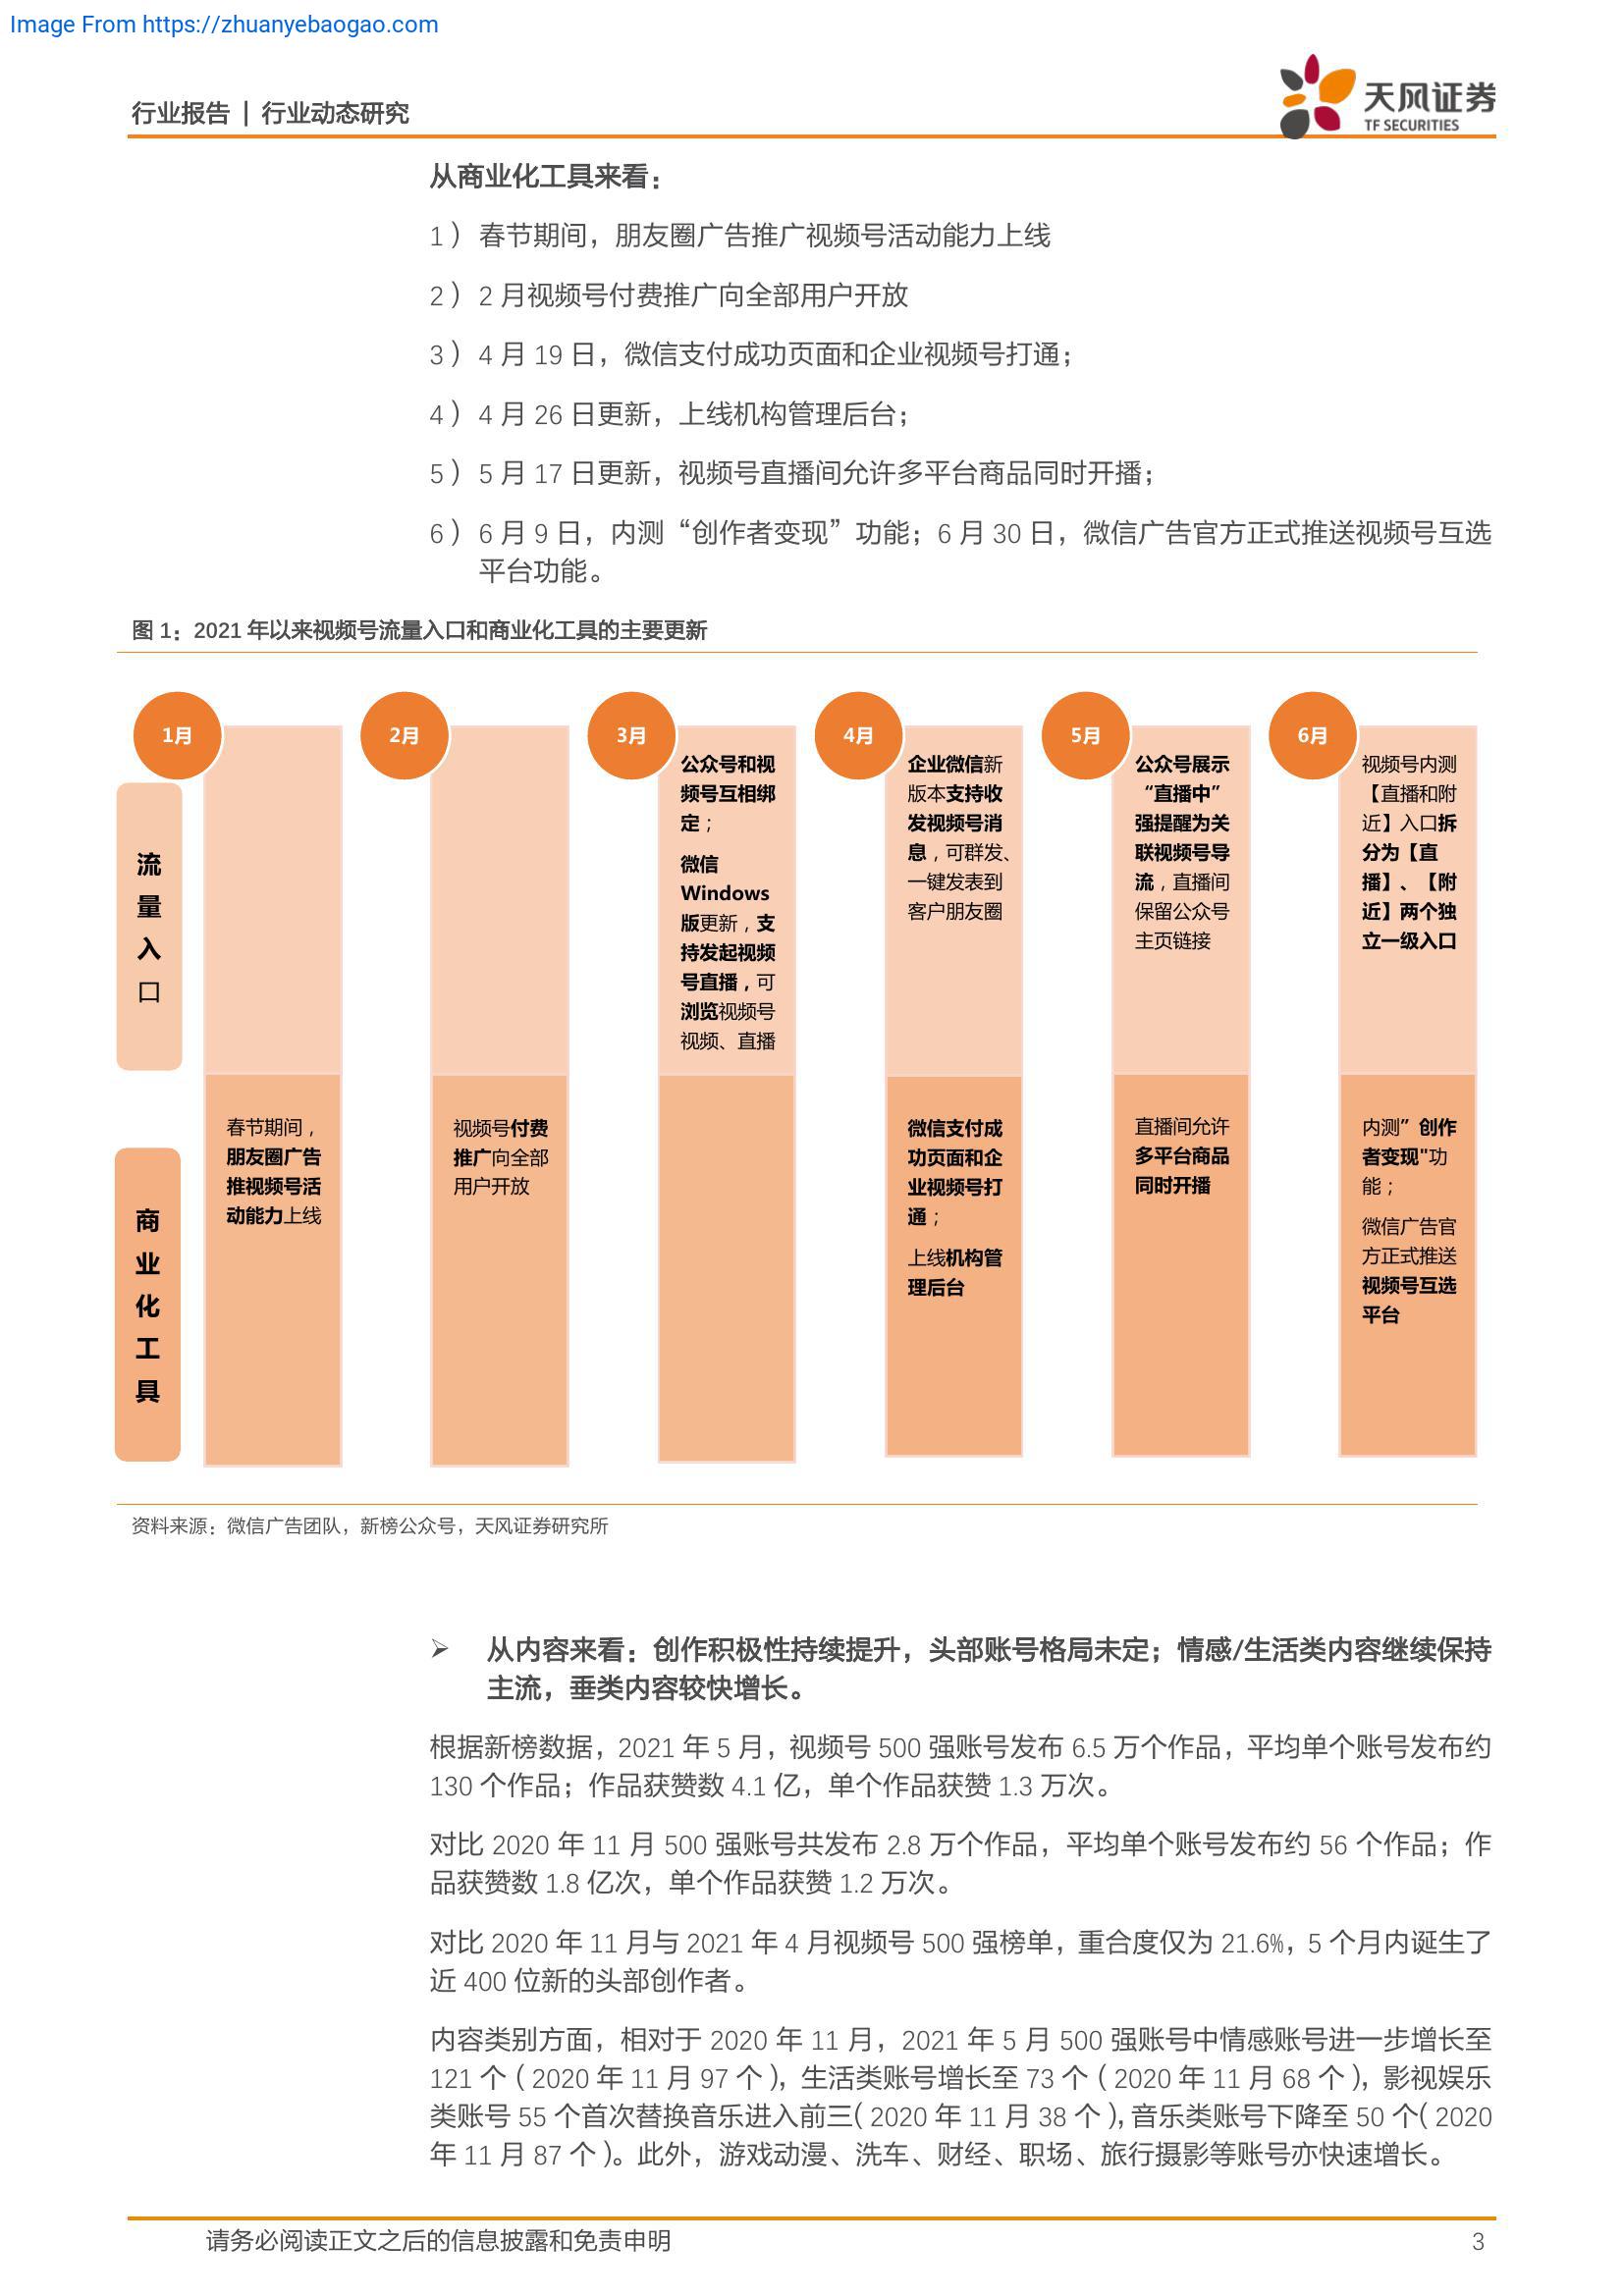 Image From https://zhuanyebaogao.com
行业报告 | 行业动态研究
天风证券
TF SECURITIES
从商业化工具来看：
1） 春节期间，朋友圈广告推广视频号活动能力上线
2） 2 月视频号付费推广向全部用户开放
3） 4 月 19 日，微信支付成功页面和企业视频号打通；
4） 4 月 26 日更新，上线机构管理后台；
5） 5 月 17 日更新，视频号直播间允许多平台商品同时开播；
6） 6 月 9 日，内测“创作者变现”功能；6 月 30 日，微信广告官方正式推送视频号互选
平台功能。
图 1：2021 年以来视频号流量入口和商业化工具的主要更新
1月
2月
3月
4月
5月
6月
流
量
入
口
公众号和视
频号互相绑
定；
微信
Windows
版更新，支
持发起视频
号直播，可
浏览视频号
视频、直播
企业微信新
版本支持收
发视频号消
息，可群发、
一键发表到
客户朋友圈
公众号展示
“直播中”
强提醒为关
联视频号导
流，直播间
保留公众号
主页链接
视频号内测
【直播和附
近】入口拆
分为【直
播】、【附
近】两个独
立一级入口
商
业
化
工
具
春节期间，
朋友圈广告
推视频号活
动能力上线
视频号付费
推广向全部
用户开放
微信支付成
功页面和企
业视频号打
通；
上线机构管
理后台
直播间允许
多平台商品
同时开播
内测”创作
者变现"功
能；
微信广告官
方正式推送
视频号互选
平台
资料来源：微信广告团队，新榜公众号，天风证券研究所
➢ 从内容来看：创作积极性持续提升，头部账号格局未定；情感/生活类内容继续保持
主流，垂类内容较快增长。
根据新榜数据，2021 年 5 月，视频号 500 强账号发布 6.5 万个作品，平均单个账号发布约
130 个作品；作品获赞数 4.1 亿，单个作品获赞 1.3 万次。
对比 2020 年 11 月 500 强账号共发布 2.8 万个作品，平均单个账号发布约 56 个作品；作
品获赞数 1.8 亿次，单个作品获赞 1.2 万次。
对比 2020 年 11 月与 2021 年 4 月视频号 500 强榜单，重合度仅为 21.6%，5 个月内诞生了
近 400 位新的头部创作者。
内容类别方面，相对于 2020 年 11 月，2021 年 5 月 500 强账号中情感账号进一步增长至
121 个（2020 年 11 月 97 个），生活类账号增长至 73 个（2020 年 11 月 68 个），影视娱乐
类账号 55 个首次替换音乐进入前三（2020 年 11 月 38 个），音乐类账号下降至 50 个（2020
年 11 月 87 个）。此外，游戏动漫、洗车、财经、职场、旅行摄影等账号亦快速增长。
请务必阅读正文之后的信息披露和免责申明
3